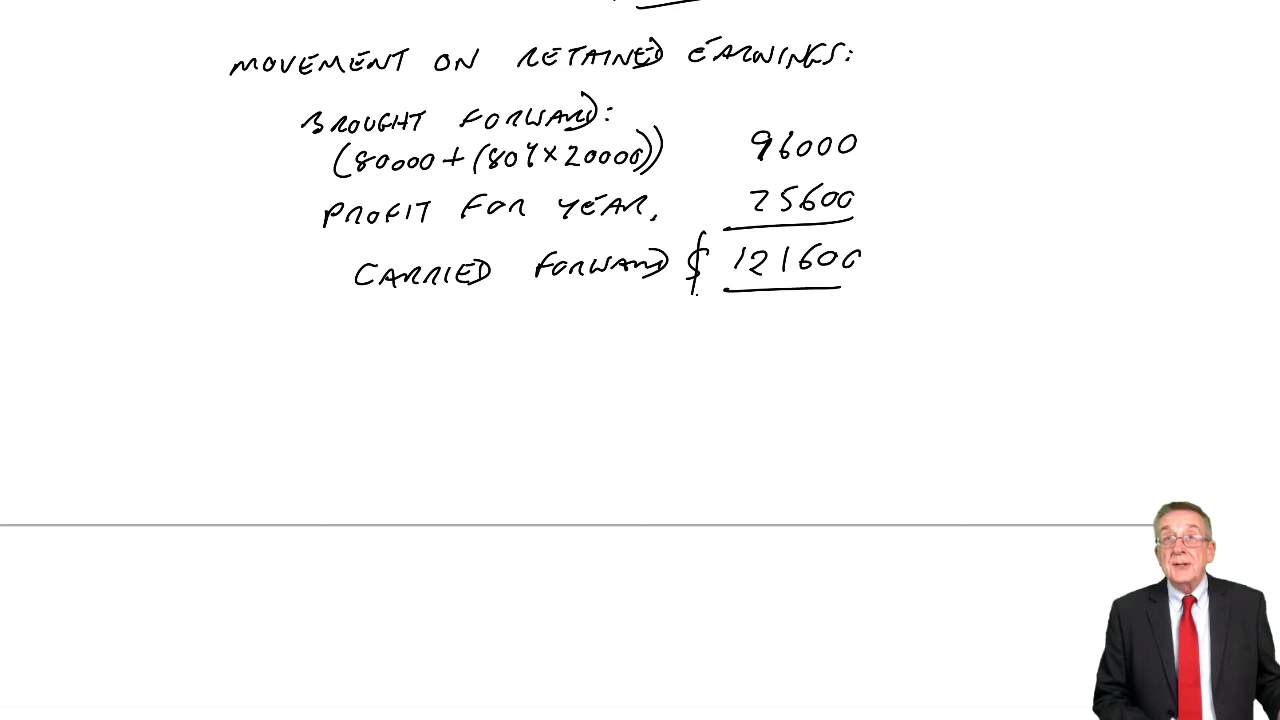 MOVEMENT ON RETAINED EARNINGS:
BROUGHT FORWARD:
(80000 + (80% × 20000)) 96000
PROFIT FOR YEAR, 25600
CARRIED FORWARD $ 121600